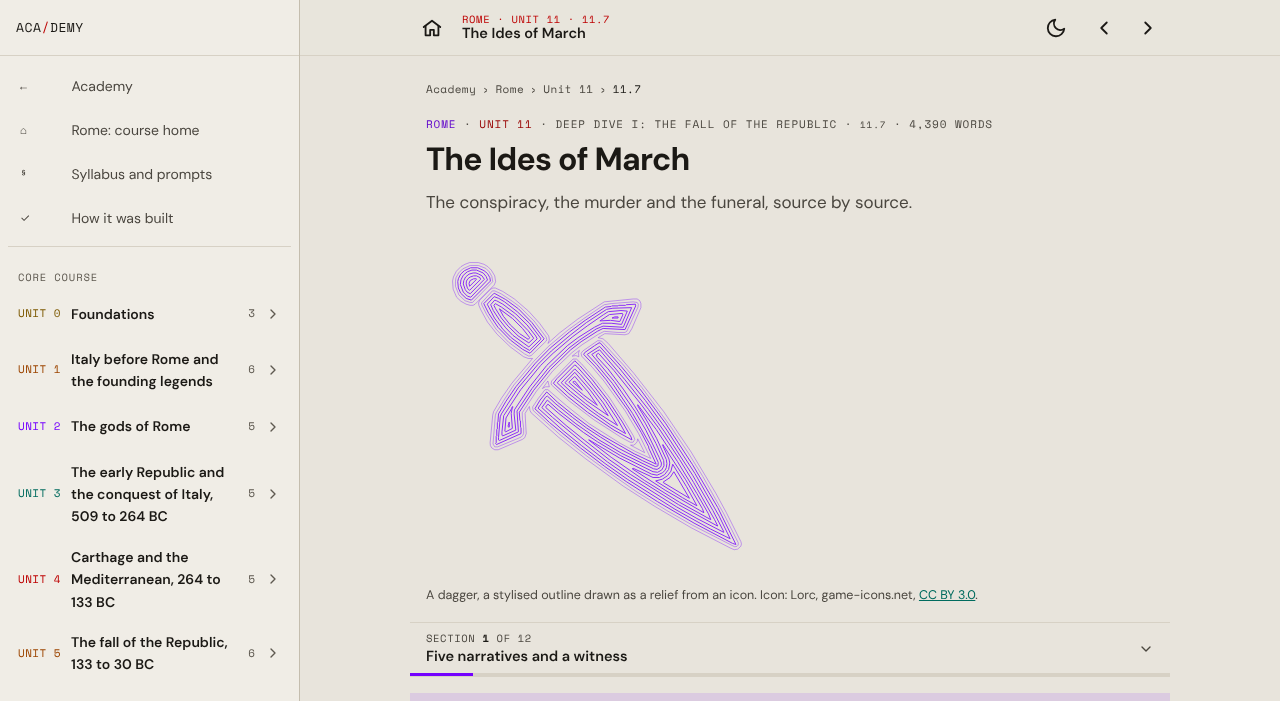 ACA/DEMY
← Academy
⌂ Rome: course home
§ Syllabus and prompts
✓ How it was built
CORE COURSE
UNIT 0 Foundations 3
UNIT 1 Italy before Rome and the founding legends 6
UNIT 2 The gods of Rome 5
UNIT 3 The early Republic and the conquest of Italy, 509 to 264 BC 5
UNIT 4 Carthage and the Mediterranean, 264 to 133 BC 5
UNIT 5 The fall of the Republic, 133 to 30 BC 6
ROME · UNIT 11 · 11.7
The Ides of March
Academy › Rome › Unit 11 › 11.7
ROME · UNIT 11 · DEEP DIVE I: THE FALL OF THE REPUBLIC · 11.7 · 4,390 WORDS
The Ides of March
The conspiracy, the murder and the funeral, source by source.
A dagger, a stylised outline drawn as a relief from an icon. Icon: Lorc, game-icons.net, CC BY 3.0.
SECTION 1 OF 12
Five narratives and a witness